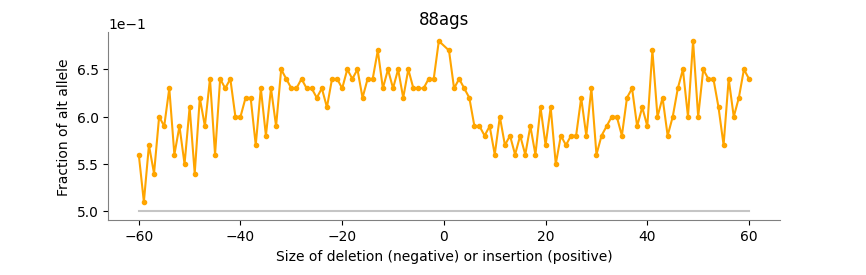 88ags
1e−1
Fraction of alt allele
6.5
6.0
5.5
5.0
−60 −40 −20 0 20 40 60
Size of deletion (negative) or insertion (positive)